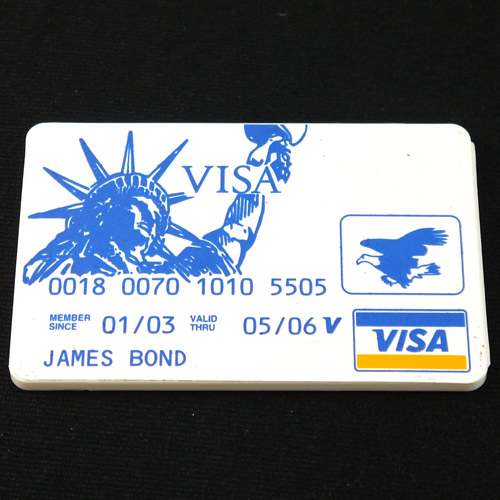 VISA
0018 0070 1010 5505
MEMBER SINCE 01/03 VALID THRU 05/06 V
VISA
JAMES BOND